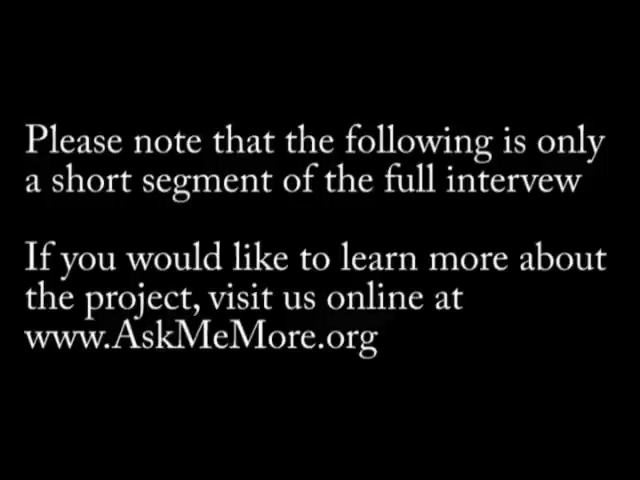 Please note that the following is only
a short segment of the full intervew
If you would like to learn more about
the project, visit us online at
www.AskMeMore.org